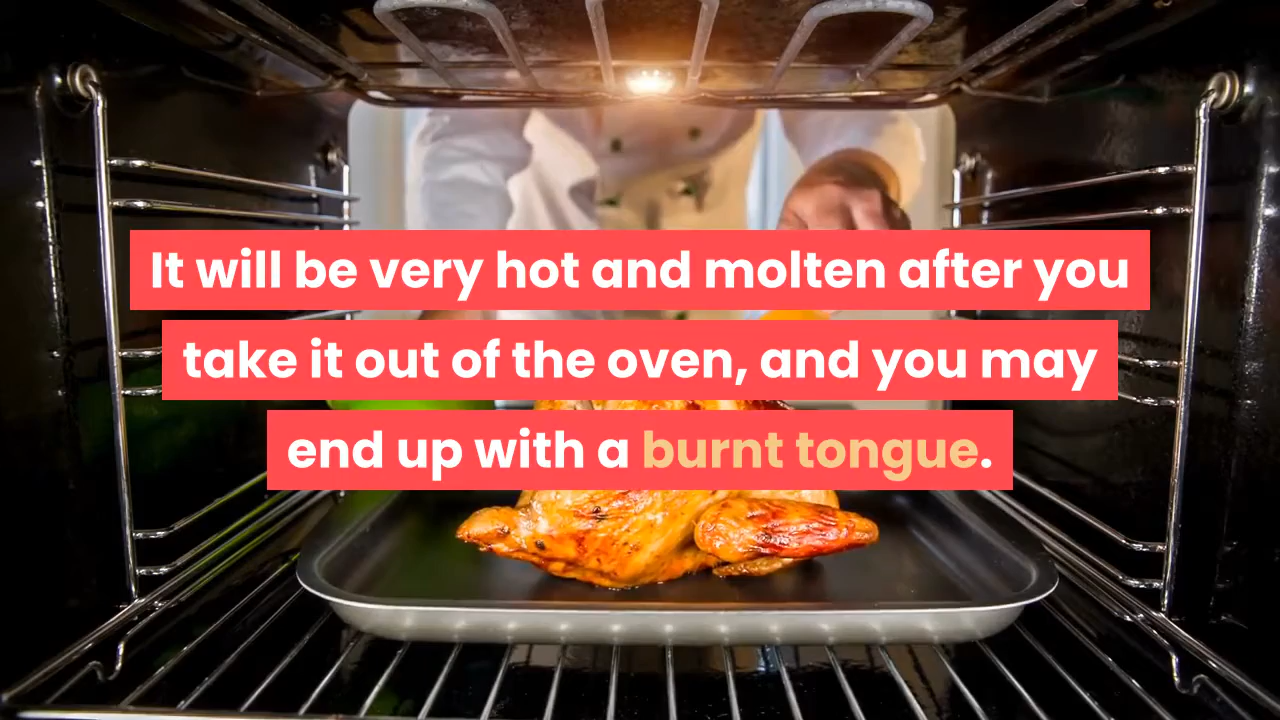 It will be very hot and molten after you
take it out of the oven, and you may
end up with a burnt tongue.